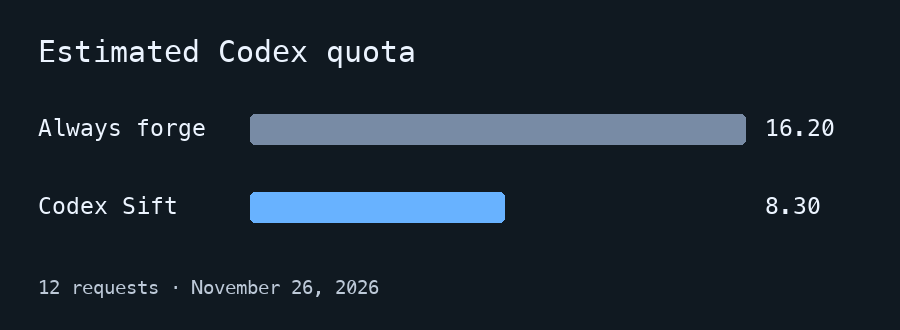 Estimated Codex quota
Always forge 16.20
Codex Sift 8.30
12 requests · November 26, 2026